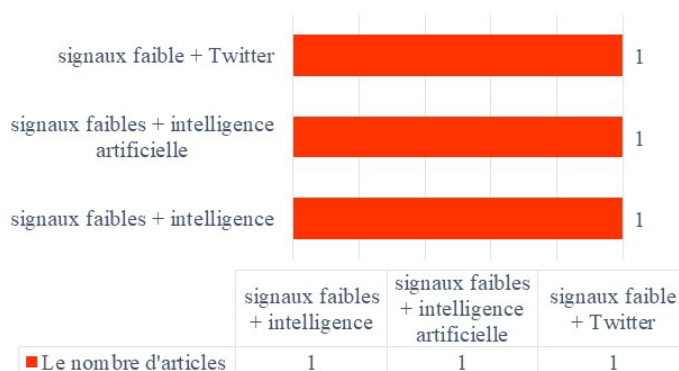 signaux faible + Twitter
1
signaux faibles + intelligence
artificielle
1
signaux faibles + intelligence
1
signaux faibles
+ intelligence
signaux faibles
+ intelligence
artificielle
signaux faible
+ Twitter
Le nombre d'articles
1
1
1